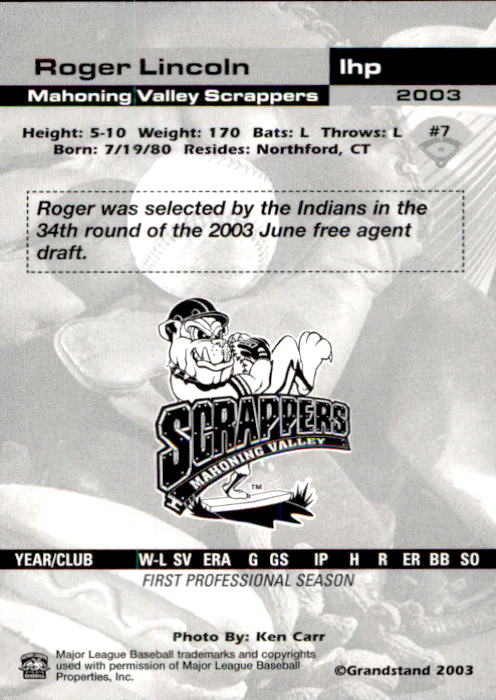 Roger Lincoln lhp
Mahoning Valley Scrappers 2003
Height: 5-10 Weight: 170 Bats: L Throws: L #7
Born: 7/19/80 Resides: Northford, CT
Roger was selected by the Indians in the
34th round of the 2003 June free agent
draft.
SCRAPPERS
MAHONING VALLEY
TM
YEAR/CLUB W-L SV ERA G GS IP H R ER BB SO
FIRST PROFESSIONAL SEASON
Photo By: Ken Carr
Major League Baseball trademarks and copyrights
used with permission of Major League Baseball
Properties, Inc.
©Grandstand 2003